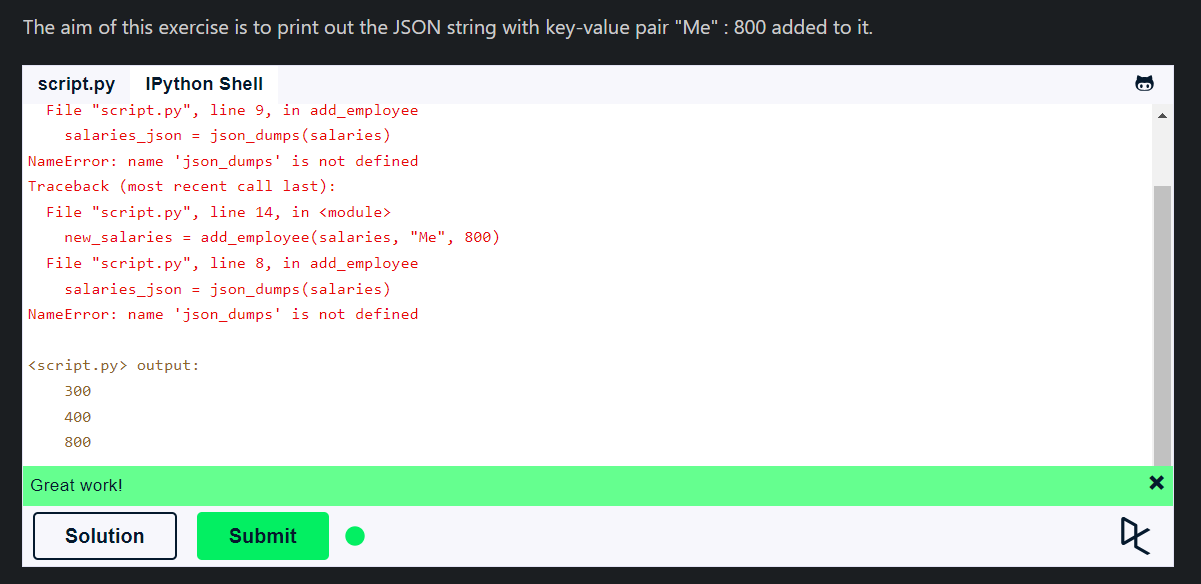 The aim of this exercise is to print out the JSON string with key-value pair "Me" : 800 added to it.
script.py IPython Shell
File "script.py", line 9, in add_employee
salaries_json = json_dumps(salaries)
NameError: name 'json_dumps' is not defined
Traceback (most recent call last):
File "script.py", line 14, in <module>
new_salaries = add_employee(salaries, "Me", 800)
File "script.py", line 8, in add_employee
salaries_json = json_dumps(salaries)
NameError: name 'json_dumps' is not defined
<script.py> output:
300
400
800
Great work!
Solution Submit